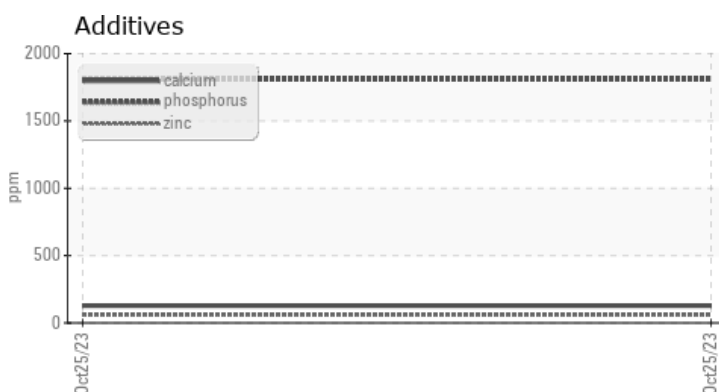 Additives
2000
1500
1000
500
0
ppm
calcium
phosphorus
zinc
Oct25/23
Oct25/23